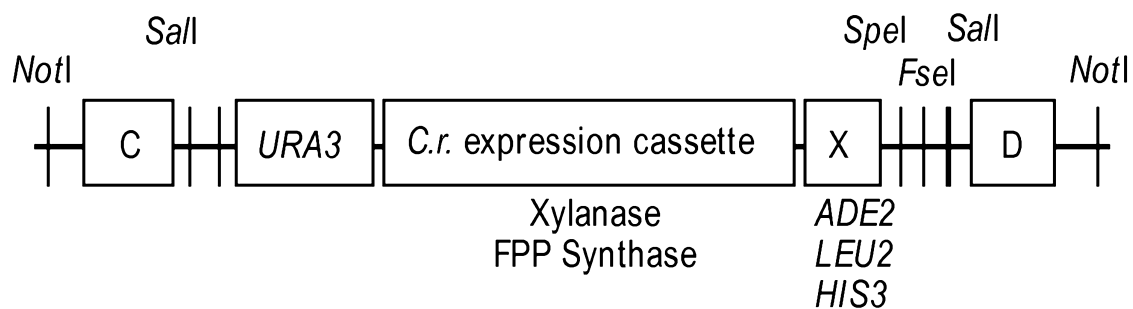 SalI
SpeI SalI
NotI FseI NotI
C URA3 C.r. expression cassette X D
Xylanase ADE2
FPP Synthase LEU2
HIS3